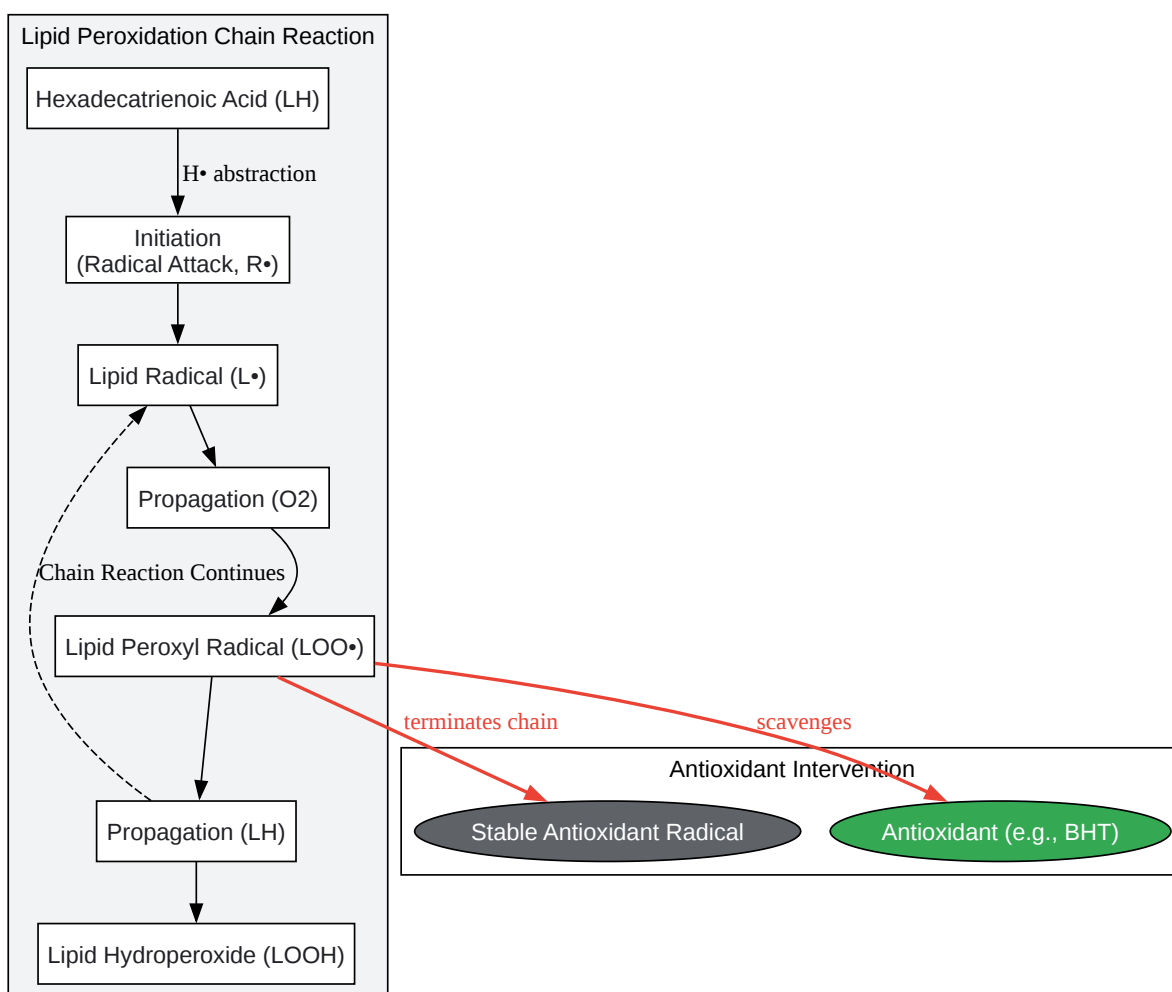 Lipid Peroxidation Chain Reaction
Hexadecatrienoic Acid (LH)
H• abstraction
Initiation
(Radical Attack, R•)
Lipid Radical (L•)
Propagation (O2)
Chain Reaction Continues
Lipid Peroxyl Radical (LOO•)
terminates chain
scavenges
Antioxidant Intervention
Stable Antioxidant Radical
Antioxidant (e.g., BHT)
Propagation (LH)
Lipid Hydroperoxide (LOOH)